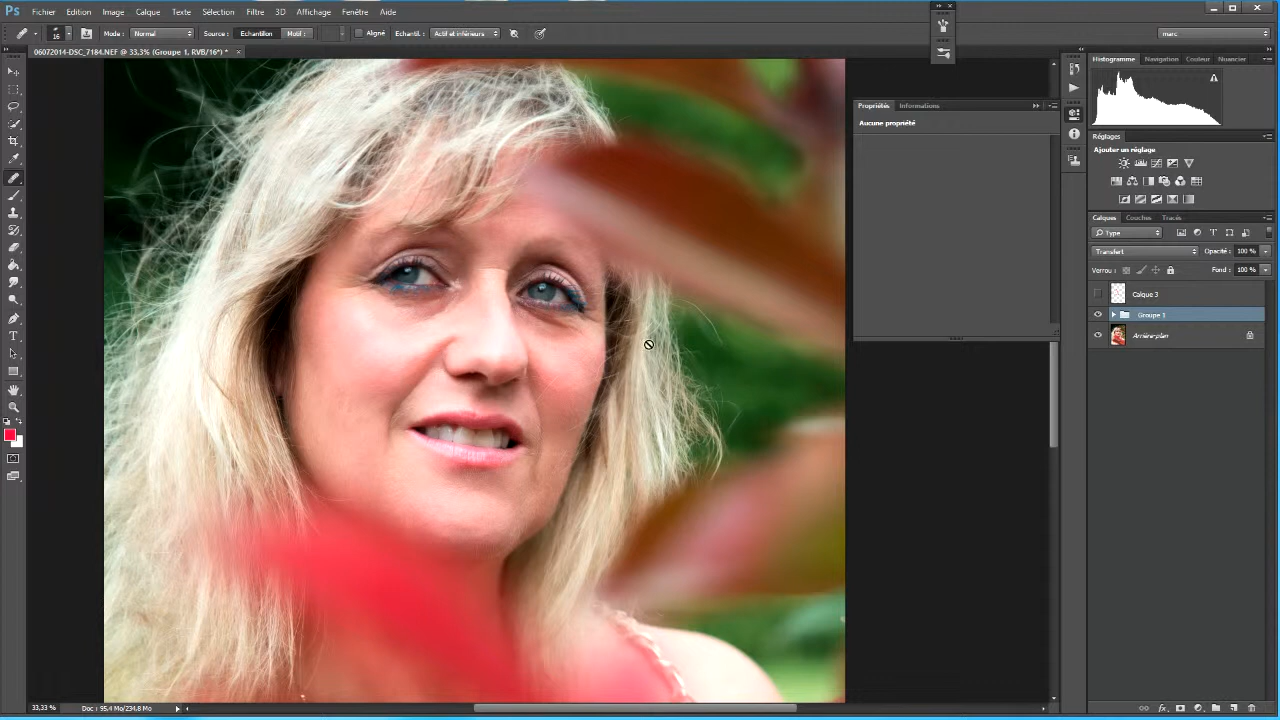 Ps Fichier Edition Image Calque Texte Sélection Filtre 3D Affichage Fenêtre Aide
16 Mode : Normal Source : Echantillon Motif : Aligné Echantil. : Actif et inférieurs marc
06072014-DSC_7184.NEF @ 33,3% (Groupe 1, RVB/16*) * ×
Histogramme Navigation Couleur Nuancier
Propriétés Informations
Aucune propriété
Réglages
Ajouter un réglage
Calques Couches Tracés
Type
Transfert Opacité : 100 %
Verrou : Fond : 100 %
Calque 3
Groupe 1
Arrière-plan
33,33 % Doc : 95,4 Mo/234,8 Mo